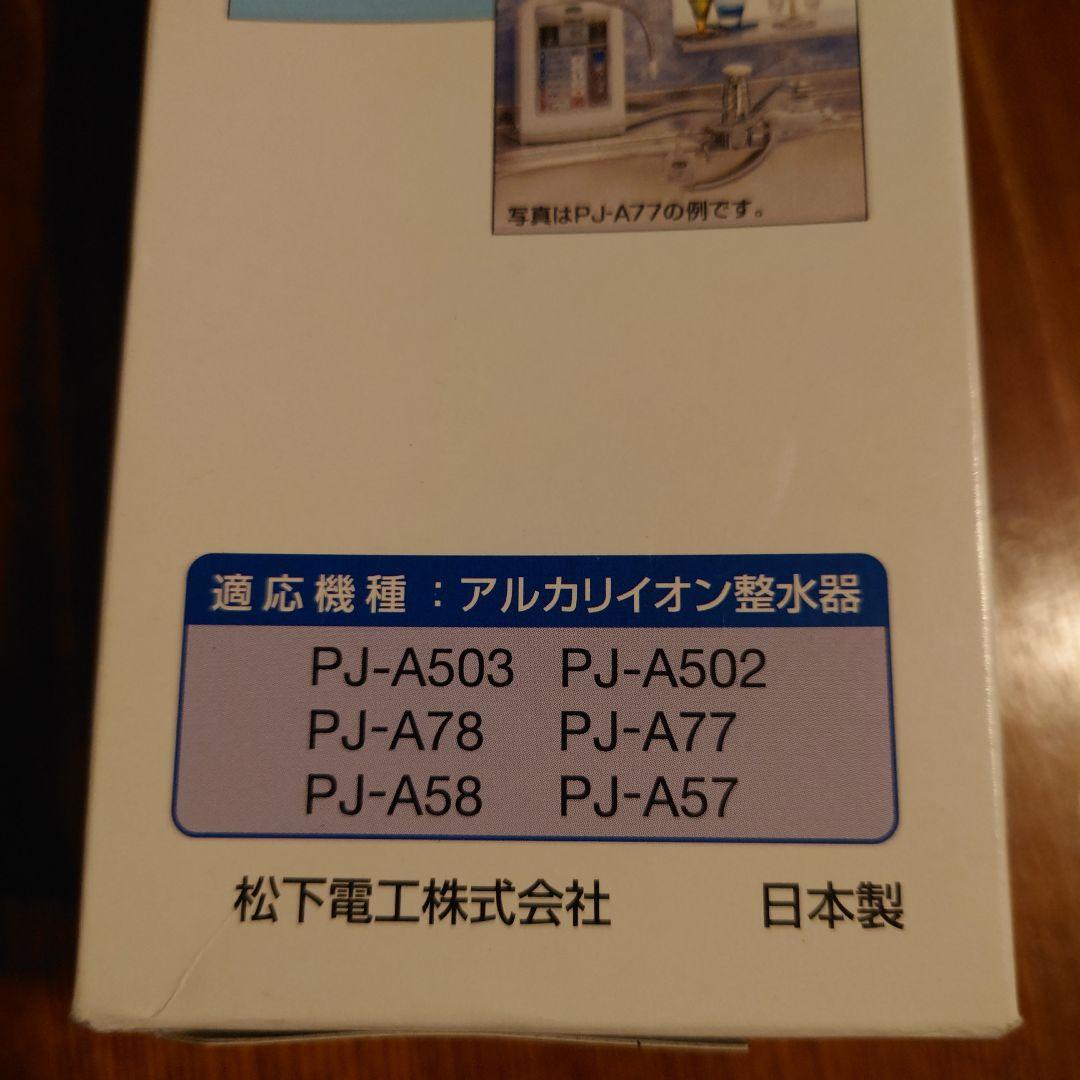 写真はPJ-A77の例です。
適応機種：アルカリイオン整水器
PJ-A503 PJ-A502
PJ-A78 PJ-A77
PJ-A58 PJ-A57
松下電工株式会社 日本製